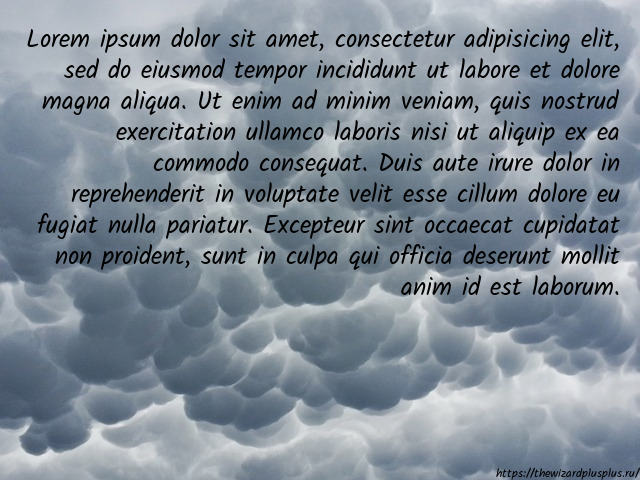 Lorem ipsum dolor sit amet, consectetur adipisicing elit,
sed do eiusmod tempor incididunt ut labore et dolore
magna aliqua. Ut enim ad minim veniam, quis nostrud
exercitation ullamco laboris nisi ut aliquip ex ea
commodo consequat. Duis aute irure dolor in
reprehenderit in voluptate velit esse cillum dolore eu
fugiat nulla pariatur. Excepteur sint occaecat cupidatat
non proident, sunt in culpa qui officia deserunt mollit
anim id est laborum.
https://thewizardplusplus.ru/